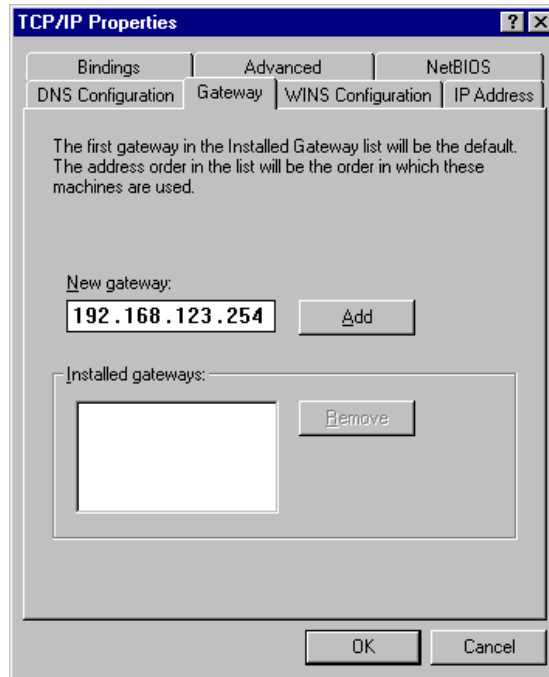 TCP/IP Properties
Bindings
Advanced
NetBIOS
DNS Configuration
Gateway
WINS Configuration
IP Address
The first gateway in the Installed Gateway list will be the default.
The address order in the list will be the order in which these
machines are used.
New gateway:
192.168.123.254
Add
Installed gateways:
Remove
OK
Cancel